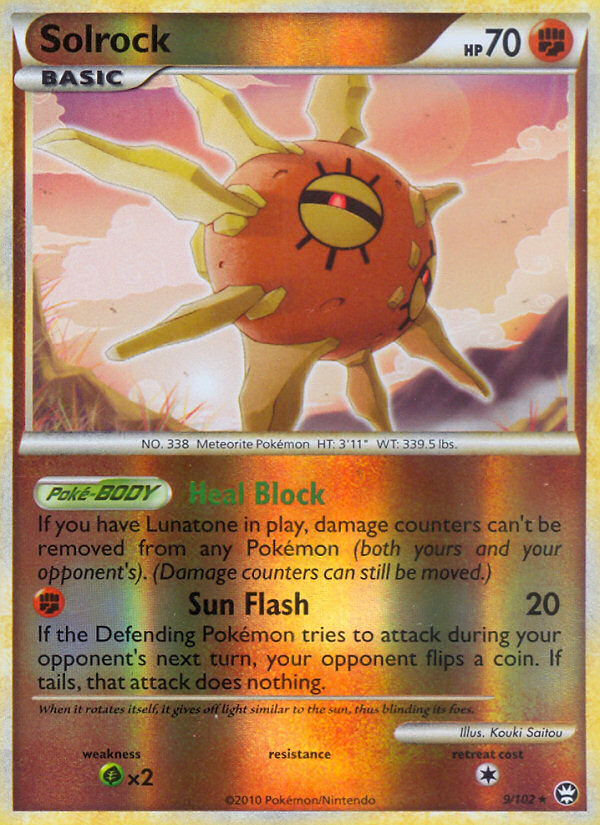 Solrock
HP 70
BASIC
NO. 338 Meteorite Pokémon HT: 3'11" WT: 339.5 lbs.
Poké-BODY Heal Block
If you have Lunatone in play, damage counters can't be
removed from any Pokémon (both yours and your
opponent's). (Damage counters can still be moved.)
Sun Flash 20
If the Defending Pokémon tries to attack during your
opponent's next turn, your opponent flips a coin. If
tails, that attack does nothing.
When it rotates itself, it gives off light similar to the sun, thus blinding its foes.
Illus. Kouki Saitou
weakness resistance retreat cost
×2
©2010 Pokémon/Nintendo 9/102 ★